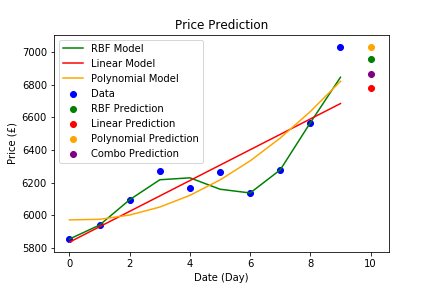 Price Prediction
RBF Model
Linear Model
Polynomial Model
Data
RBF Prediction
Linear Prediction
Polynomial Prediction
Combo Prediction
Price (£)
7000
6800
6600
6400
6200
6000
5800
0 2 4 6 8 10
Date (Day)